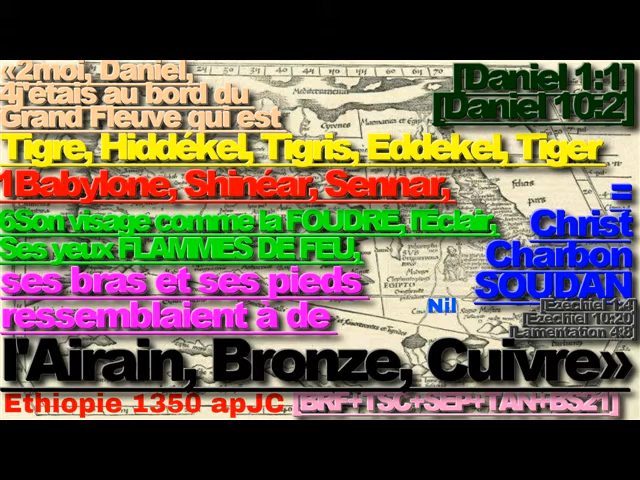 «2moi, Daniel,
[Daniel 1:1]
4j'étais au bord du
[Daniel 10:2]
Grand Fleuve qui est
Tigre, Hiddékel, Tigris, Eddekel, Tiger
1Babylone, Shinéar, Sennar,
=
6Son visage comme la FOUDRE, l'Éclair,
Christ
Ses yeux FLAMMES DE FEU,
Charbon
ses bras et ses pieds
SOUDAN
Nil
[Ezéchiel 1:4]
[Ezéchiel 10:20]
ressemblaient à de
[Lamentation 4:8]
l'Airain, Bronze, Cuivre»
Ethiopie 1350 apJC
[BRF+TSC+SEP+TAN+BS21]
EGIPTO